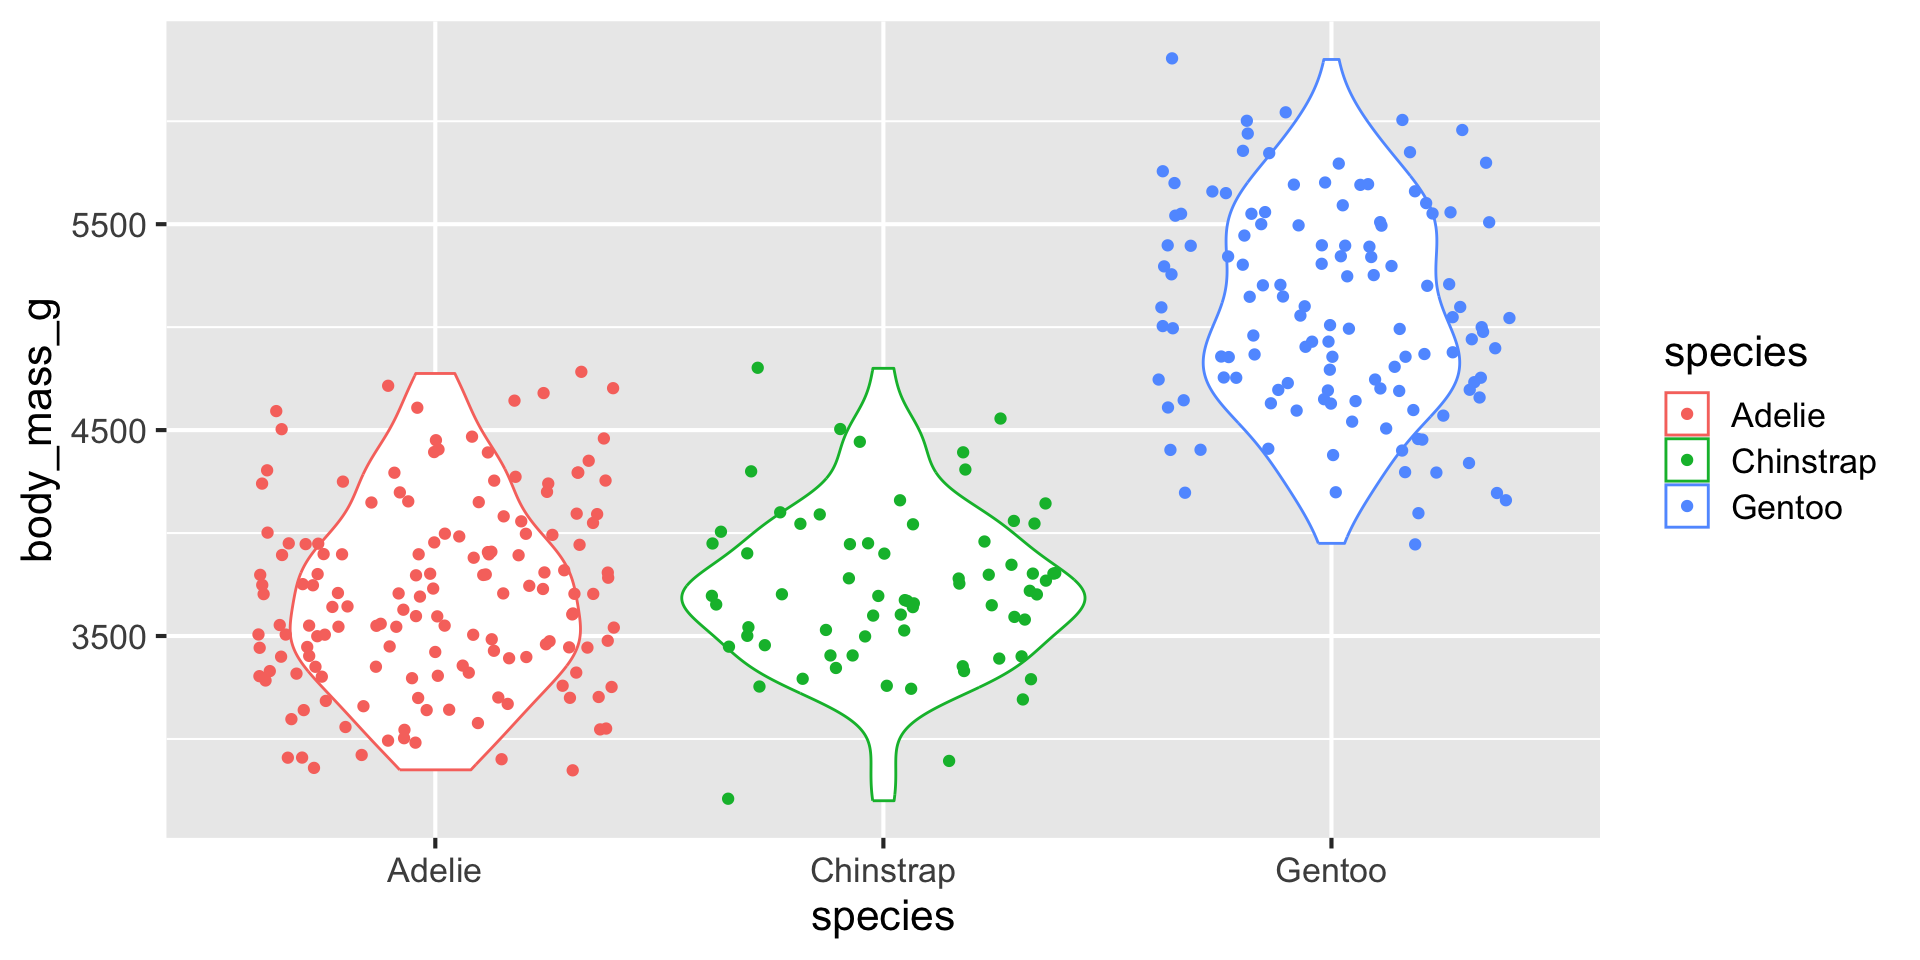 body_mass_g
5500
4500
3500
Adelie
Chinstrap
Gentoo
species
species
Adelie
Chinstrap
Gentoo